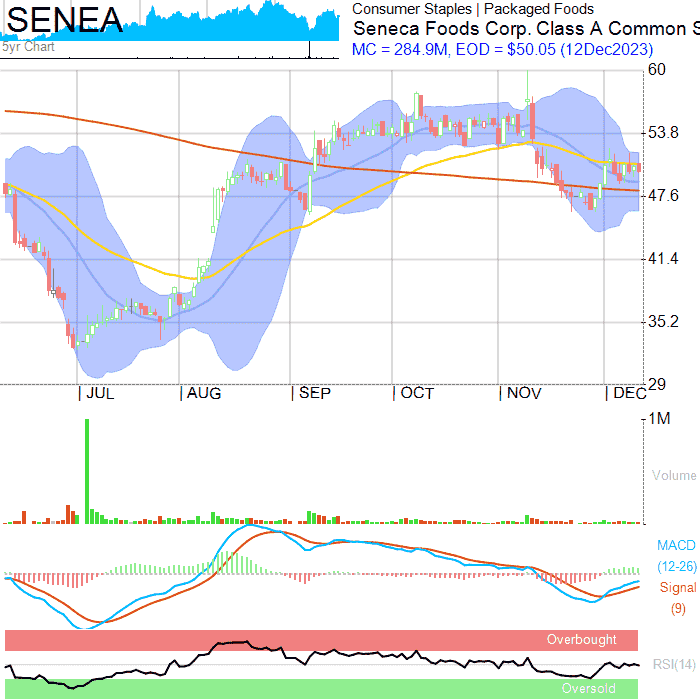 SENEA
5yr Chart
Consumer Staples | Packaged Foods
Seneca Foods Corp. Class A Common S
MC = 284.9M, EOD = $50.05 (12Dec2023)
60
53.8
47.6
41.4
35.2
29
| JUL
| AUG
| SEP
| OCT
| NOV
| DEC
1M
Volume
MACD
(12-26)
Signal
(9)
Overbought
RSI(14)
Oversold